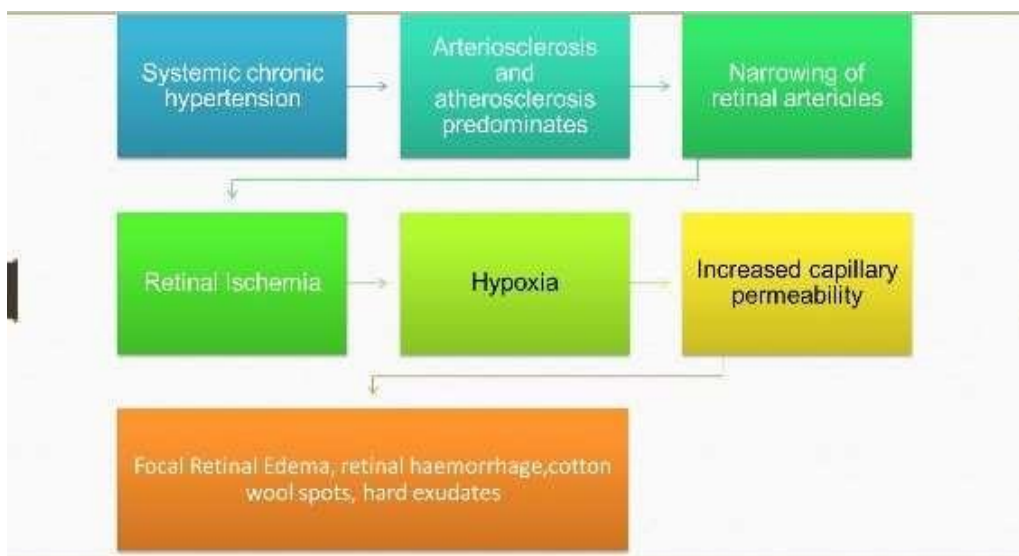 Systemic chronic
hypertension
Arteriosclerosis
and
atherosclerosis
predominates
Narrowing of
retinal arterioles
Retinal Ischemia
Hypoxia
Increased capillary
permeability
Focal Retinal Edema, retinal haemorrhage,cotton
wool spots, hard exudates